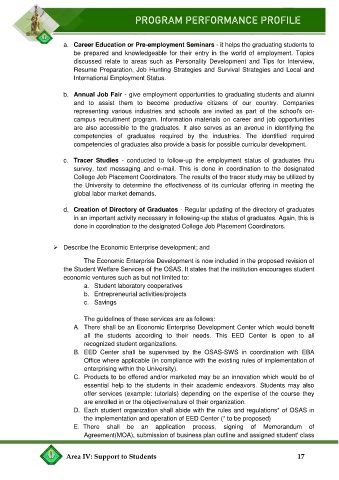 PROGRAM PERFORMANCE PROFILE
a. Career Education or Pre-employment Seminars - it helps the graduating students to
be prepared and knowledgeable for their entry in the world of employment. Topics
discussed relate to areas such as Personality Development and Tips for Interview,
Resume Preparation, Job Hunting Strategies and Survival Strategies and Local and
International Employment Status.
b. Annual Job Fair - give employment opportunities to graduating students and alumni
and to assist them to become productive citizens of our country. Companies
representing various industries and schools are invited as part of the school's on-
campus recruitment program. Information materials on career and job opportunities
are also accessible to the graduates. It also serves as an avenue in identifying the
competencies of graduates required by the industries. The identified required
competencies of graduates also provide a basis for possible curricular development.
c. Tracer Studies - conducted to follow-up the employment status of graduates thru
survey, text messaging and e-mail. This is done in coordination to the designated
College Job Placement Coordinators. The results of the tracer study may be utilized by
the University to determine the effectiveness of its curricular offering in meeting the
global labor market demands.
d. Creation of Directory of Graduates - Regular updating of the directory of graduates
in an important activity necessary in following-up the status of graduates. Again, this is
done in coordination to the designated College Job Placement Coordinators.
➢ Describe the Economic Enterprise development; and
The Economic Enterprise Development is now included in the proposed revision of
the Student Welfare Services of the OSAS. It states that the institution encourages student
economic ventures such as but not limited to:
a. Student laboratory cooperatives
b. Entrepreneurial activities/projects
c. Savings
The guidelines of these services are as follows:
A. There shall be an Economic Enterprise Development Center which would benefit
all the students according to their needs. This EED Center is open to all
recognized student organizations.
B. EED Center shall be supervised by the OSAS-SWS in coordination with EBA
Office where applicable (in compliance with the existing rules of implementation of
enterprising within the University).
C. Products to be offered and/or marketed may be an innovation which would be of
essential help to the students in their academic endeavors. Students may also
offer services (example: tutorials) depending on the expertise of the course they
are enrolled in or the objective/nature of their organization.
D. Each student organization shall abide with the rules and regulations* of OSAS in
the implementation and operation of EED Center (* to be proposed)
E. There shall be an application process, signing of Memorandum of
Agreement(MOA), submission of business plan outline and assigned student' class
Area IV: Support to Students 17